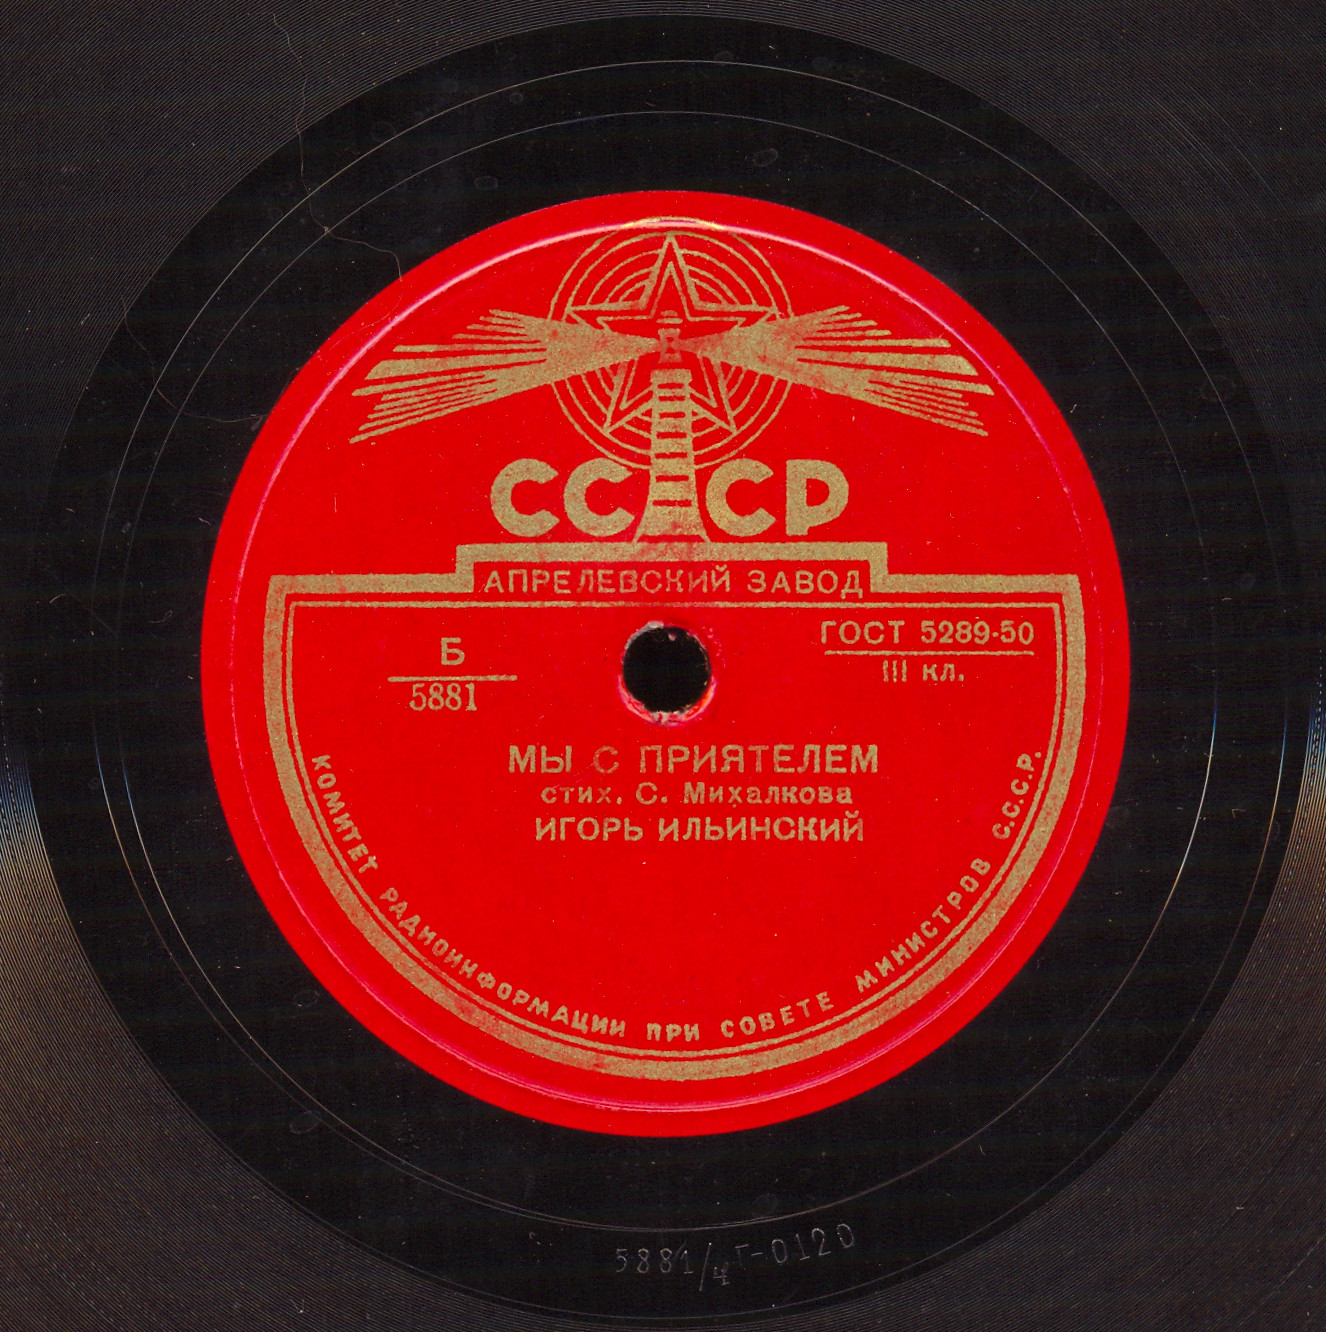 СССР
АПРЕЛЕВСКИЙ ЗАВОД
Б
5881
ГОСТ 5289-50
III кл.
МЫ С ПРИЯТЕЛЕМ
стих. С. Михалкова
ИГОРЬ ИЛЬИНСКИЙ
КОМИТЕТ РАДИОИНФОРМАЦИИ ПРИ СОВЕТЕ МИНИСТРОВ С.С.С.Р.
5881/4 Г-0120